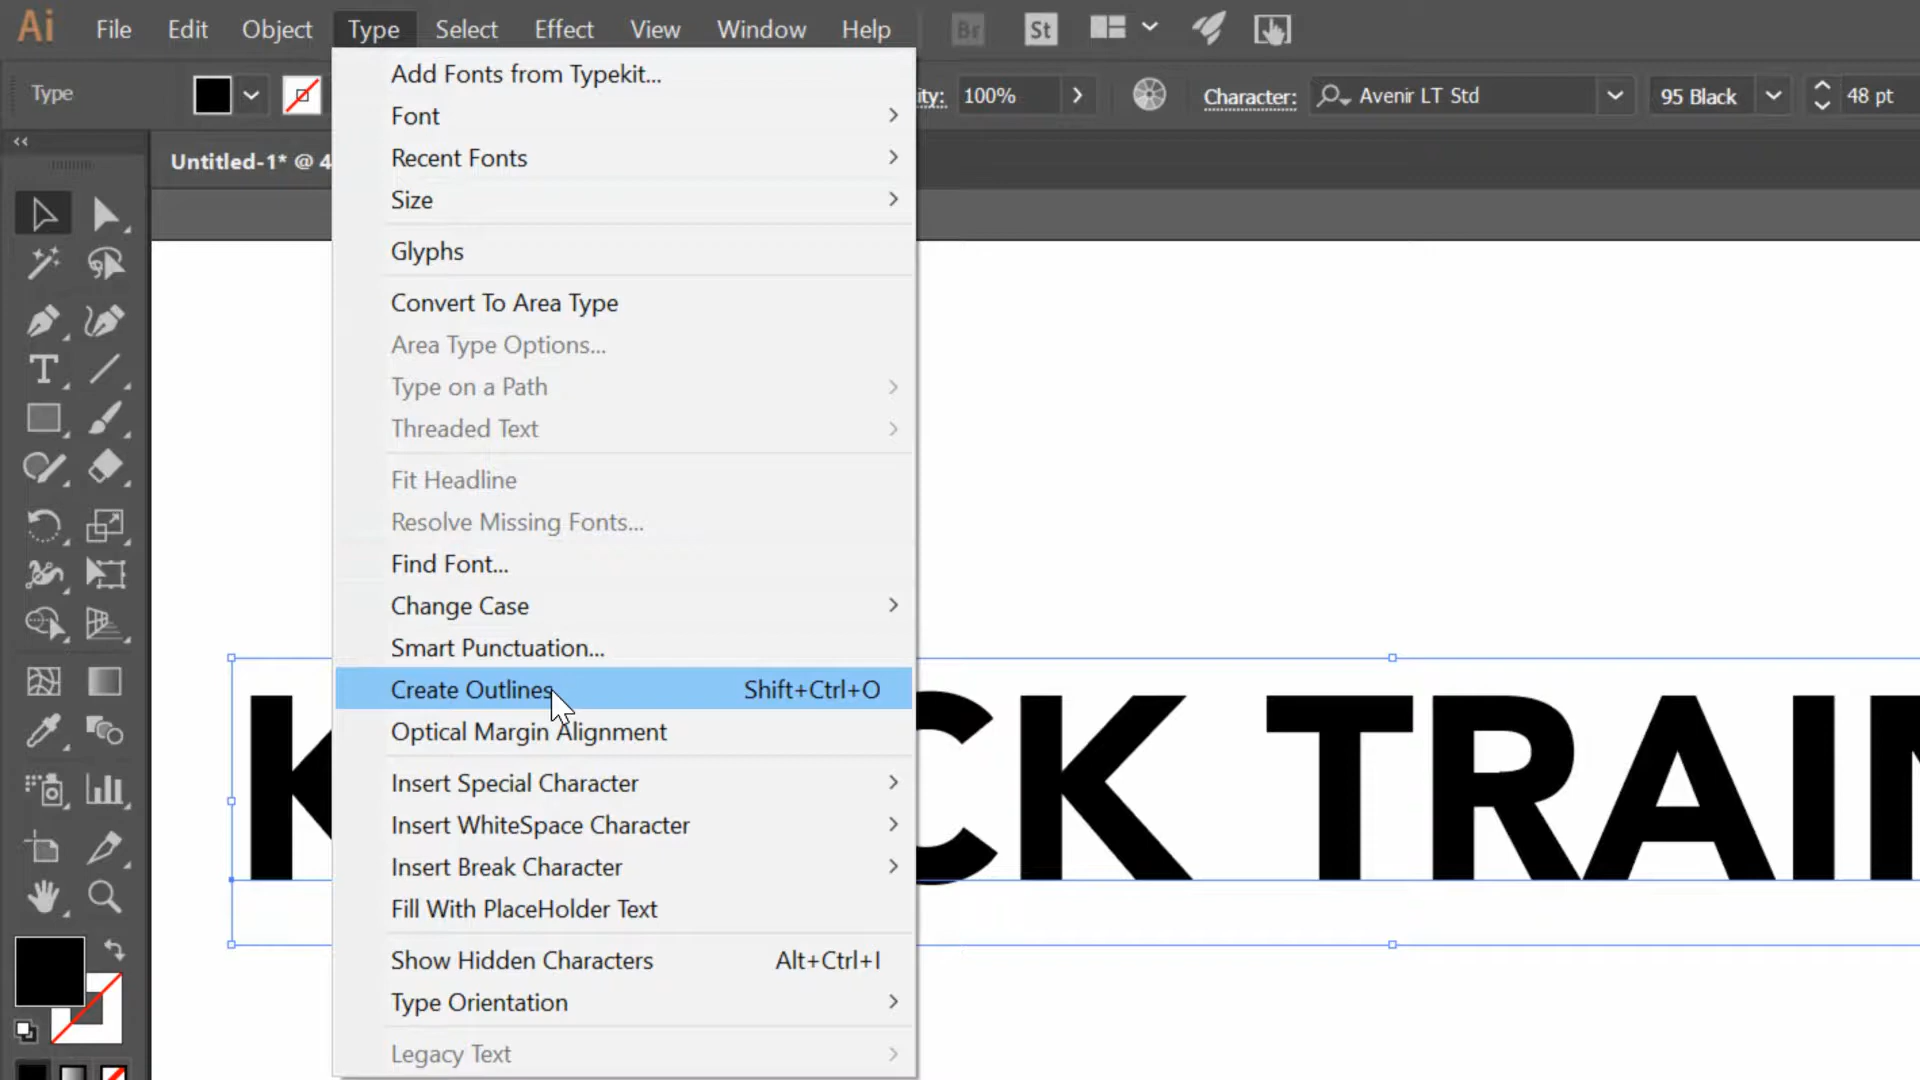 Ai File Edit Object Type Select Effect View Window Help Br St
Type ity: 100% Character: Avenir LT Std 95 Black 48 pt
Untitled-1* @ 4
Add Fonts from Typekit...
Font
Recent Fonts
Size
Glyphs
Convert To Area Type
Area Type Options...
Type on a Path
Threaded Text
Fit Headline
Resolve Missing Fonts...
Find Font...
Change Case
Smart Punctuation...
Create Outlines Shift+Ctrl+O
Optical Margin Alignment
Insert Special Character
Insert WhiteSpace Character
Insert Break Character
Fill With PlaceHolder Text
Show Hidden Characters Alt+Ctrl+I
Type Orientation
Legacy Text
K CK TRAIN